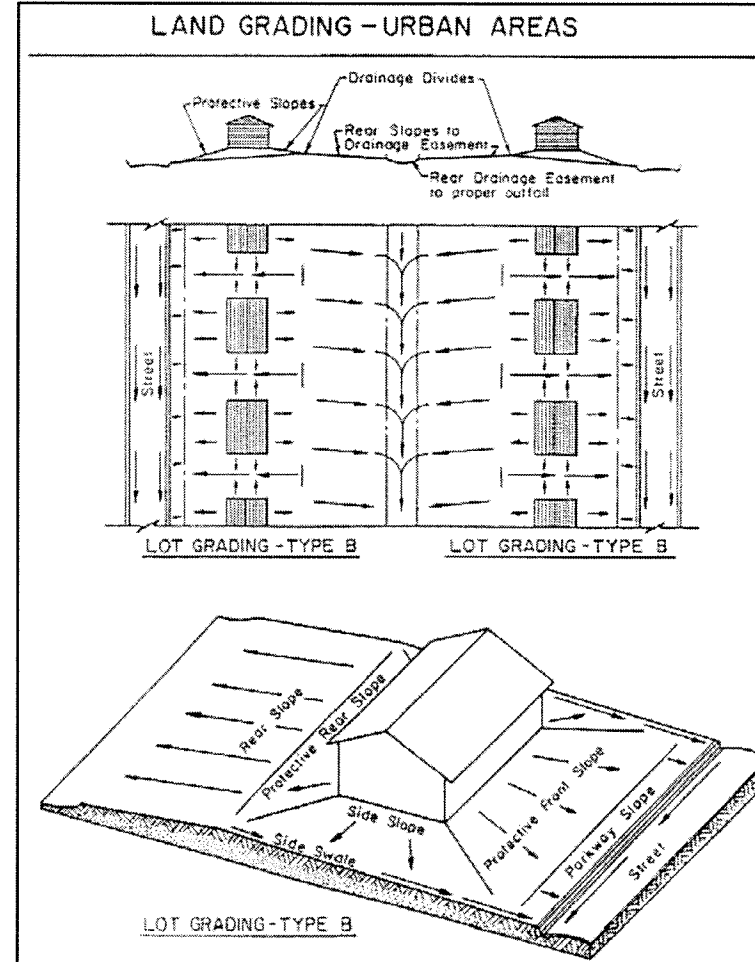 LAND GRADING - URBAN AREAS
Drainage Divides
Protective Slopes
Rear Slopes to
Drainage Easement
Rear Drainage Easement
to proper outfall
Street
Street
LOT GRADING - TYPE B
LOT GRADING - TYPE B
Rear Slope
Protective Rear Slope
Side Slope
Protective Front Slope
Parkway Slope
Side Swale
Street
LOT GRADING - TYPE B